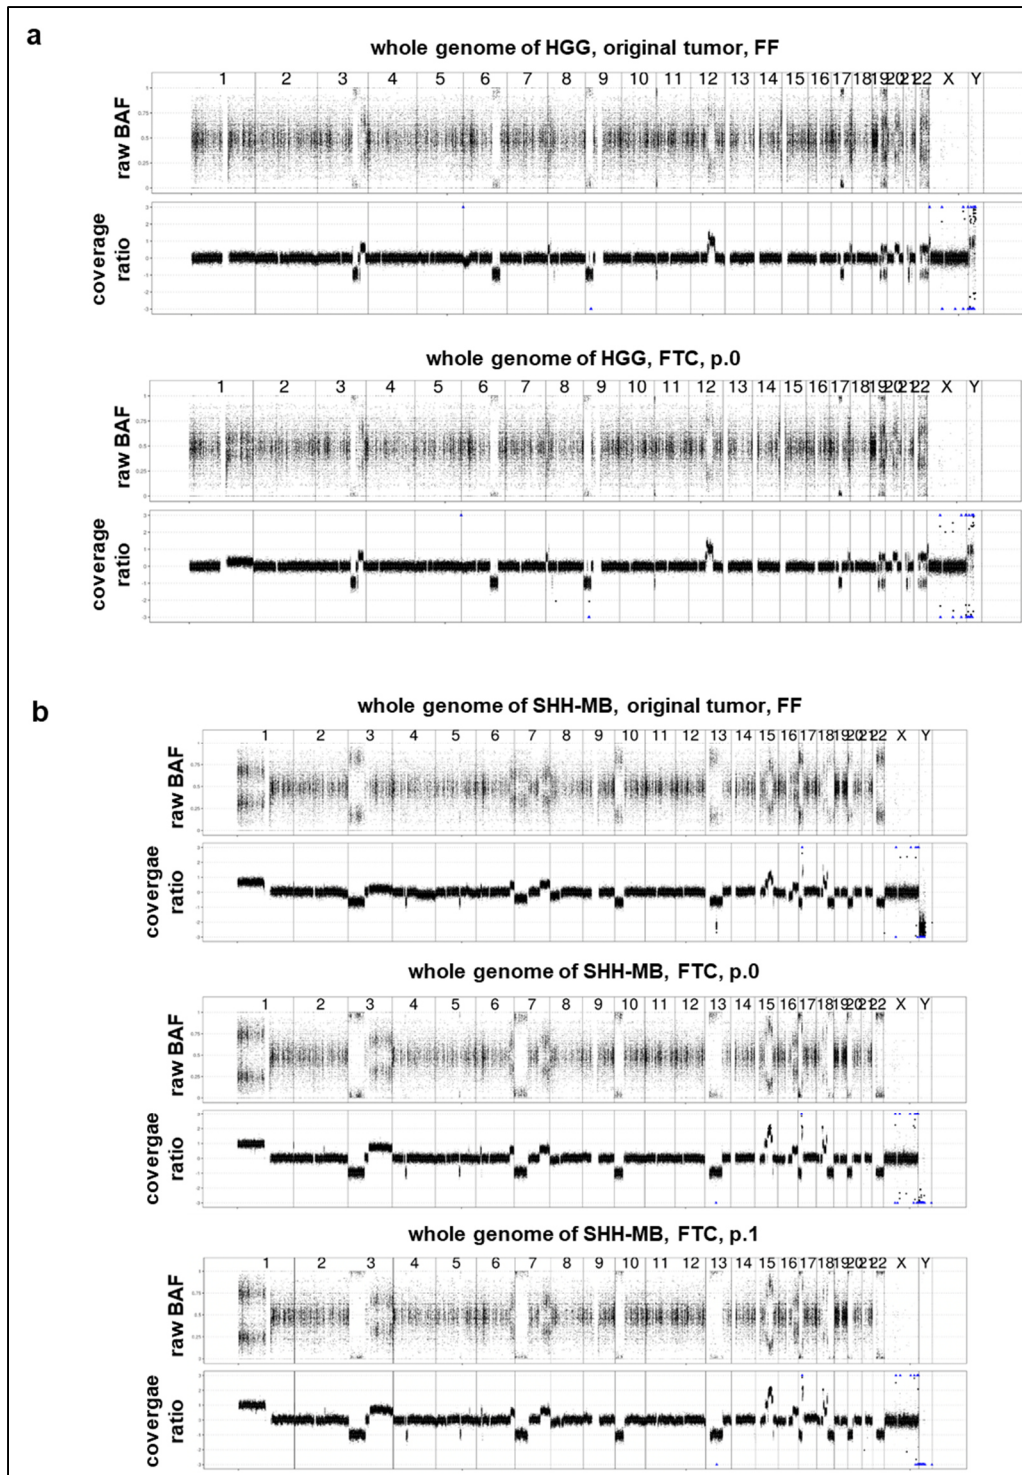 a
whole genome of HGG, original tumor, FF
1 2 3 4 5 6 7 8 9 10 11 12 13 14 15 16 17 18 19 20 21 22 X Y
raw BAF
coverage
ratio
whole genome of HGG, FTC, p.0
1 2 3 4 5 6 7 8 9 10 11 12 13 14 15 16 17 18 19 20 21 22 X Y
raw BAF
coverage
ratio
b
whole genome of SHH-MB, original tumor, FF
1 2 3 4 5 6 7 8 9 10 11 12 13 14 15 16 17 18 19 20 21 22 X Y
raw BAF
covergae
ratio
whole genome of SHH-MB, FTC, p.0
1 2 3 4 5 6 7 8 9 10 11 12 13 14 15 16 17 18 19 20 21 22 X Y
raw BAF
covergae
ratio
whole genome of SHH-MB, FTC, p.1
1 2 3 4 5 6 7 8 9 10 11 12 13 14 15 16 17 18 19 20 21 22 X Y
raw BAF
covergae
ratio